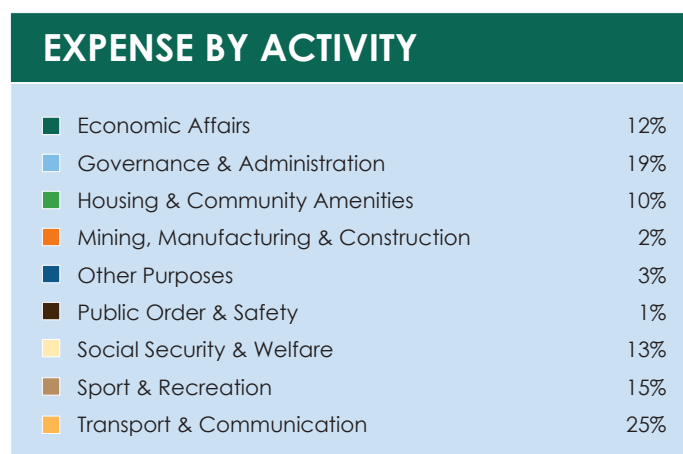 EXPENSE BY ACTIVITY
Economic Affairs 12%
Governance & Administration 19%
Housing & Community Amenities 10%
Mining, Manufacturing & Construction 2%
Other Purposes 3%
Public Order & Safety 1%
Social Security & Welfare 13%
Sport & Recreation 15%
Transport & Communication 25%